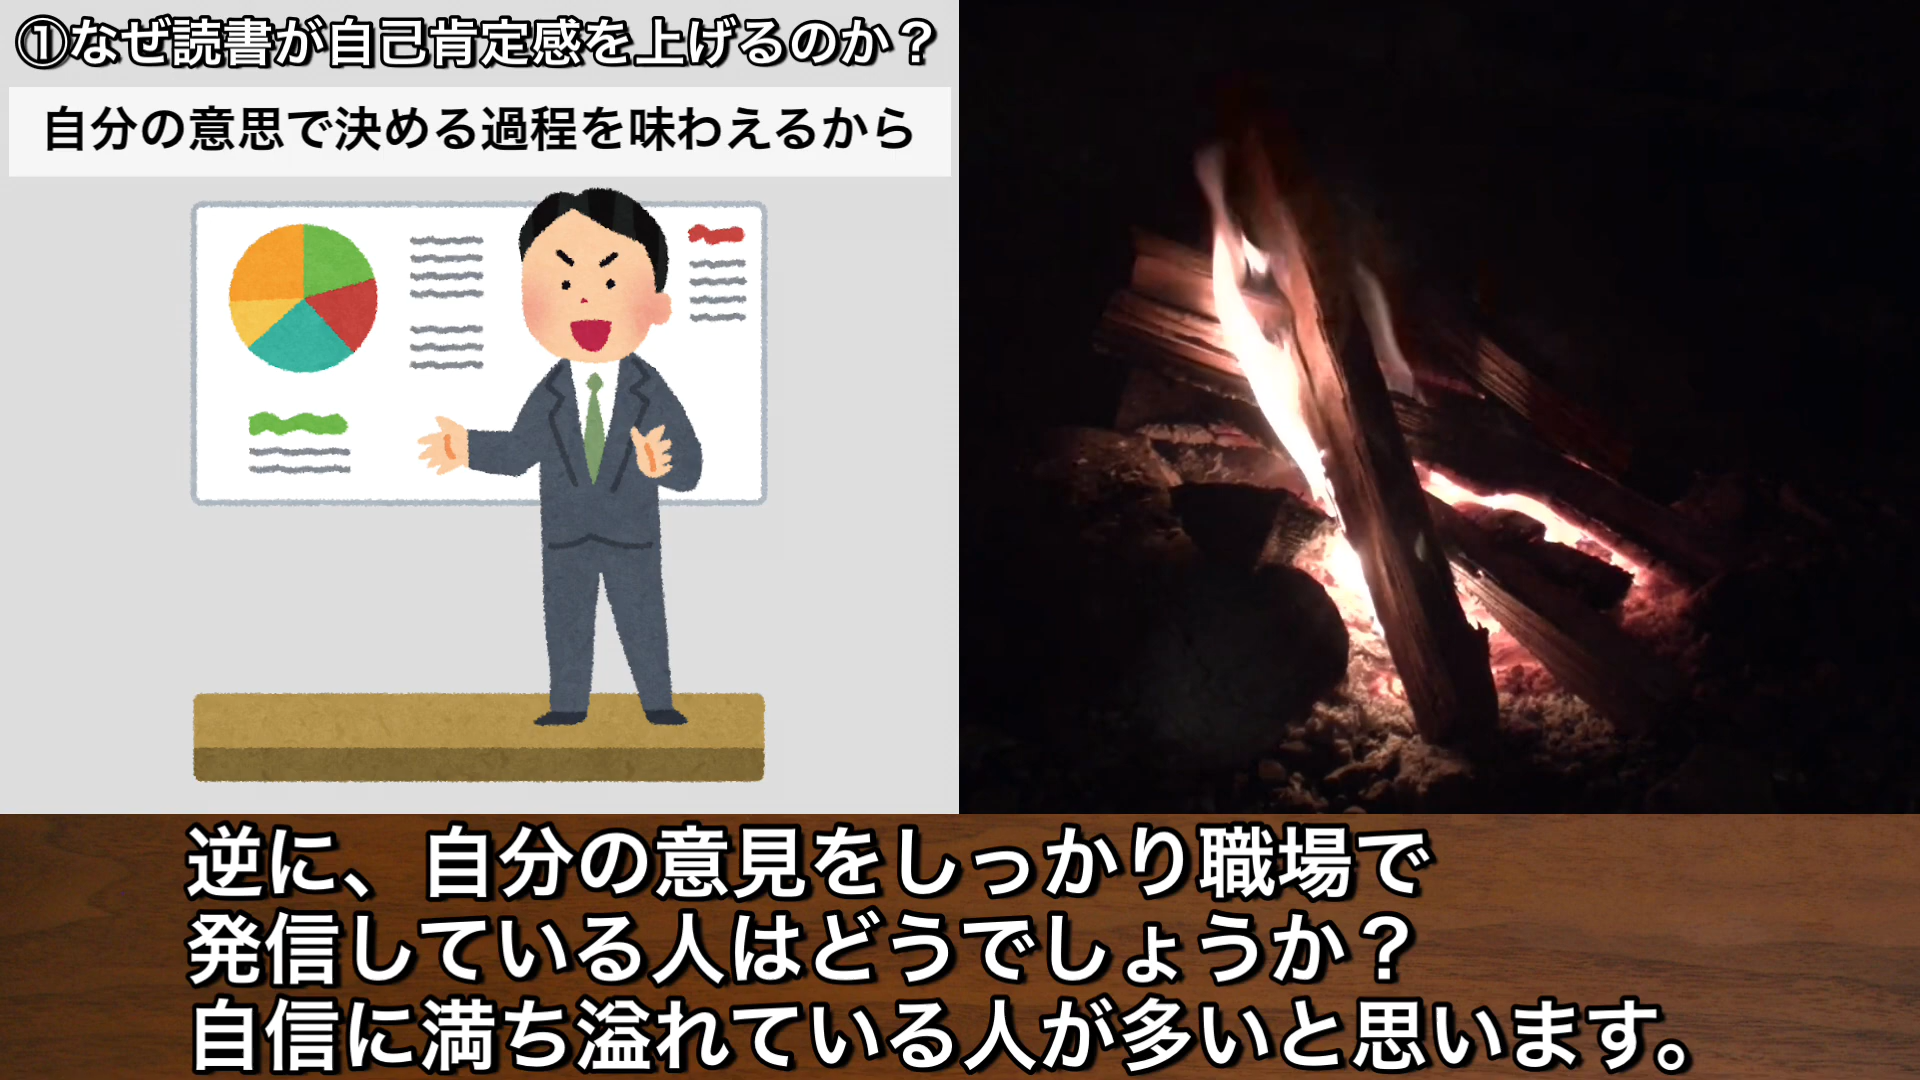 ①なぜ読書が自己肯定感を上げるのか？
自分の意思で決める過程を味わえるから
逆に、自分の意見をしっかり職場で
発信している人はどうでしょうか？
自信に満ち溢れている人が多いと思います。